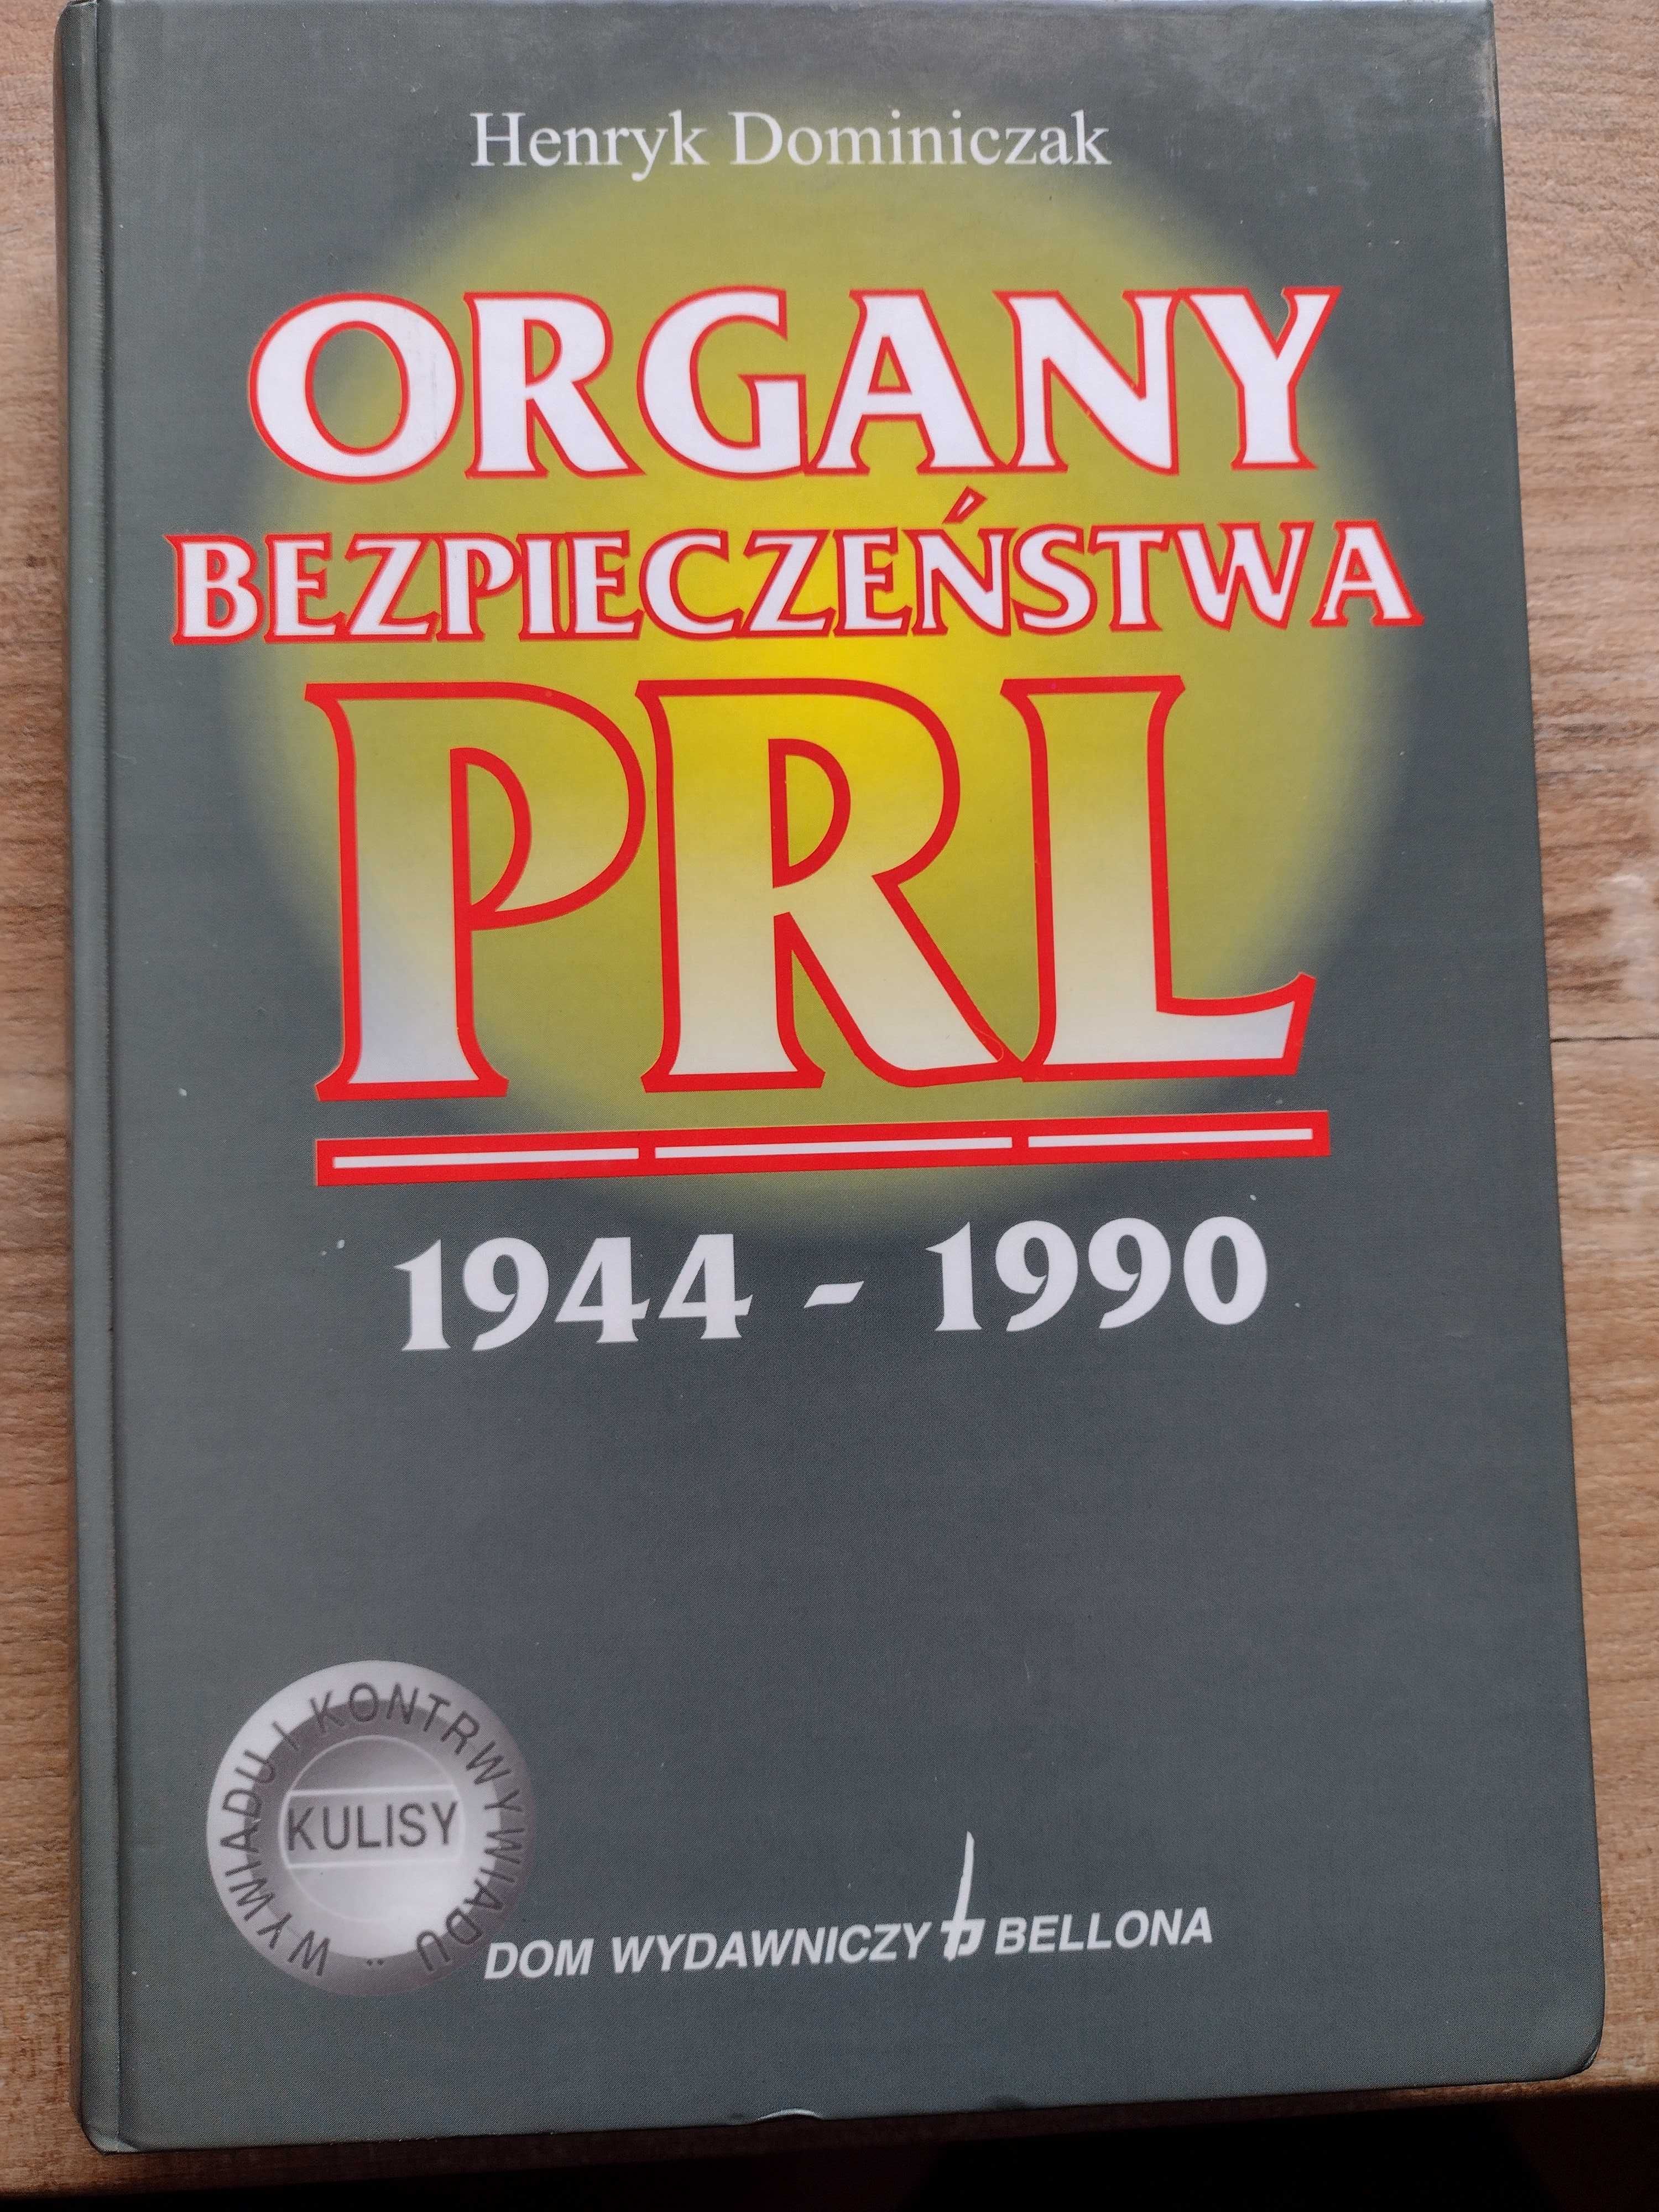 Henryk Dominiczak
ORGANY
BEZPIECZEŃSTWA
PRL
1944 - 1990
WYWIADU I KONTRWYWIADU
KULISY
DOM WYDAWNICZY BELLONA